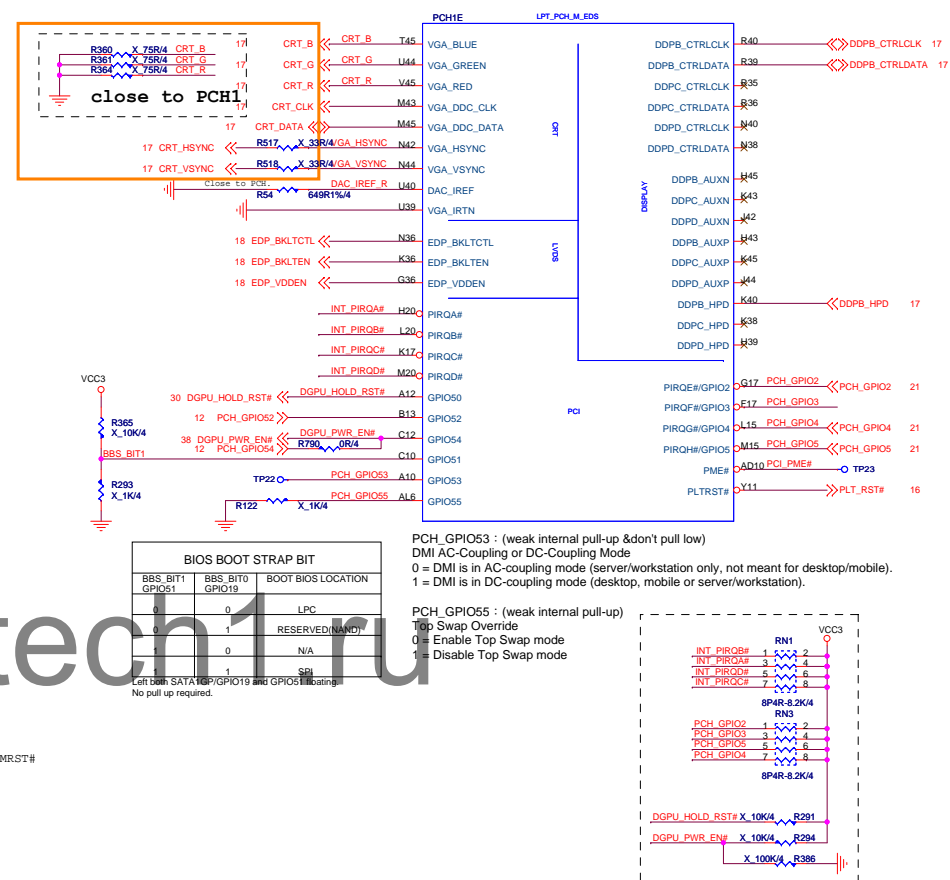 PCH1E LPT_PCH_M_EDS
R360 X_75R/4 CRT_B
R361 X_75R/4 CRT_G
R364 X_75R/4 CRT_R
close to PCH1
17 CRT_B CRT_B T45 VGA_BLUE
17 CRT_G CRT_G U44 VGA_GREEN
17 CRT_R CRT_R V45 VGA_RED
17 CRT_CLK M43 VGA_DDC_CLK
17 CRT_DATA M45 VGA_DDC_DATA
17 CRT_HSYNC R517 X_33R/4 VGA_HSYNC N42 VGA_HSYNC
17 CRT_VSYNC R518 X_33R/4 VGA_VSYNC N44 VGA_VSYNC
Close to PCH. R54 649R1%/4 DAC_IREF_R U40 DAC_IREF
U39 VGA_IRTN
18 EDP_BKLTCTL N36 EDP_BKLTCTL
18 EDP_BKLTEN K36 EDP_BKLTEN
18 EDP_VDDEN G36 EDP_VDDEN
INT_PIRQA# H20 PIRQA#
INT_PIRQB# L20 PIRQB#
INT_PIRQC# K17 PIRQC#
INT_PIRQD# M20 PIRQD#
30 DGPU_HOLD_RST# DGPU_HOLD_RST# A12 GPIO50
12 PCH_GPIO52 B13 GPIO52
38 DGPU_PWR_EN# DGPU_PWR_EN# C12 GPIO54
12 PCH_GPIO54 R790 0R/4
BBS_BIT1 C10 GPIO51
TP22 PCH_GPIO53 A10 GPIO53
R122 X_1K/4 PCH_GPIO55 AL6 GPIO55
VCC3
R365
X_10K/4
R293
X_1K/4
CRT
LVDS
DISPLAY
PCI
DDPB_CTRLCLK R40 DDPB_CTRLCLK 17
DDPB_CTRLDATA R39 DDPB_CTRLDATA 17
DDPC_CTRLCLK R35
DDPC_CTRLDATA R36
DDPD_CTRLCLK N40
DDPD_CTRLDATA N38
DDPB_AUXN H45
DDPC_AUXN K43
DDPD_AUXN J42
DDPB_AUXP H43
DDPC_AUXP K45
DDPD_AUXP J44
DDPB_HPD K40 DDPB_HPD 17
DDPC_HPD K38
DDPD_HPD H39
PIRQE#/GPIO2 G17 PCH_GPIO2 PCH_GPIO2 21
PIRQF#/GPIO3 F17 PCH_GPIO3
PIRQG#/GPIO4 L15 PCH_GPIO4 PCH_GPIO4 21
PIRQH#/GPIO5 M15 PCH_GPIO5 PCH_GPIO5 21
PME# AD10 PCI_PME# TP23
PLTRST# Y11 PLT_RST# 16
PCH_GPIO53 : (weak internal pull-up &don't pull low)
DMI AC-Coupling or DC-Coupling Mode
0 = DMI is in AC-coupling mode (server/workstation only, not meant for desktop/mobile).
1 = DMI is in DC-coupling mode (desktop, mobile or server/workstation).
PCH_GPIO55 : (weak internal pull-up)
Top Swap Override
0 = Enable Top Swap mode
1 = Disable Top Swap mode
BIOS BOOT STRAP BIT
BBS_BIT1 BBS_BIT0 BOOT BIOS LOCATION
GPIO51 GPIO19
0 0 LPC
0 1 RESERVED(NAND)
1 0 N/A
1 1 SPI
Left both SATA1GP/GPIO19 and GPIO51 floating.
No pull up required.
tech1.ru
MRST#
VCC3
RN1
INT_PIRQB# 1 2
INT_PIRQA# 3 4
INT_PIRQD# 5 6
INT_PIRQC# 7 8
8P4R-8.2K/4
RN3
PCH_GPIO2 1 2
PCH_GPIO3 3 4
PCH_GPIO5 5 6
PCH_GPIO4 7 8
8P4R-8.2K/4
DGPU_HOLD_RST# X_10K/4 R291
DGPU_PWR_EN# X_10K/4 R294
X_100K/4 R386